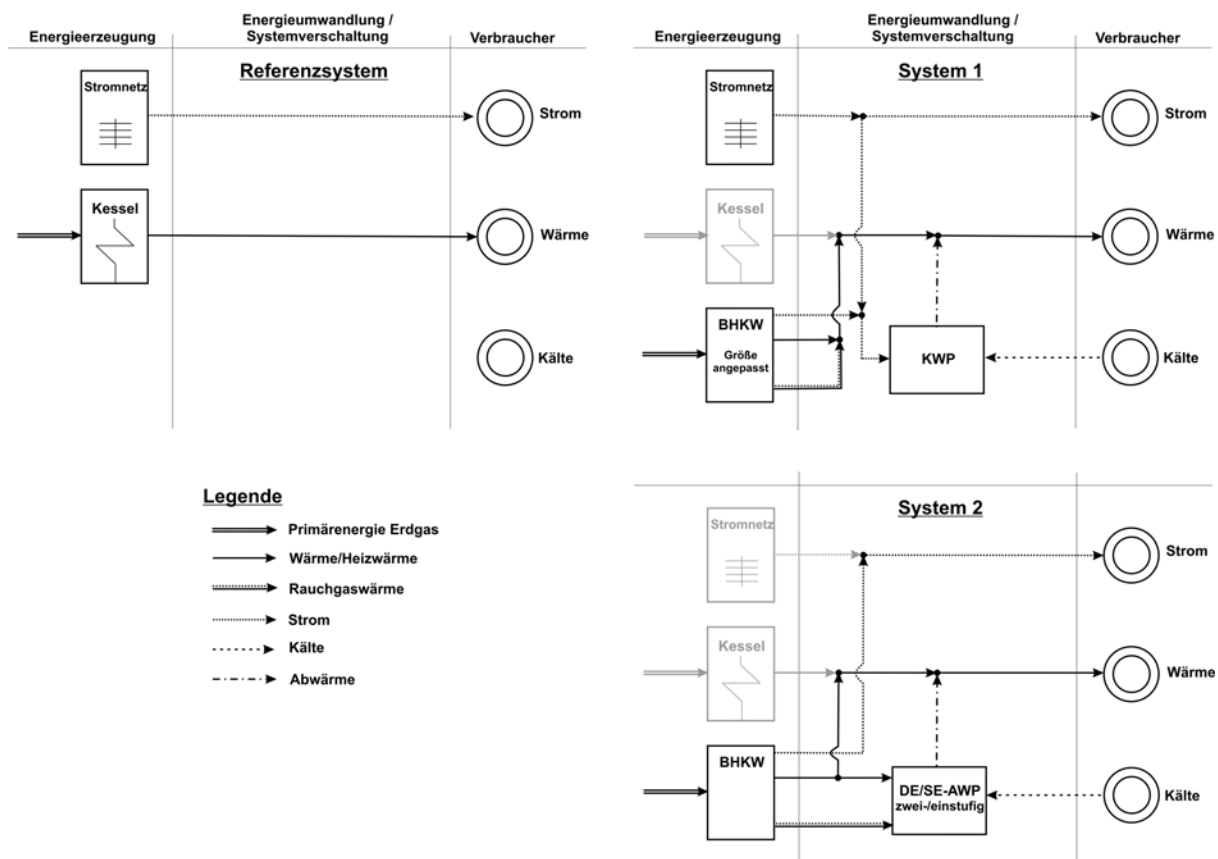 Energieerzeugung
Energieumwandlung /
Systemverschaltung
Verbraucher
Referenzsystem
Stromnetz
Strom
Kessel
Wärme
Kälte
Energieerzeugung
Energieumwandlung /
Systemverschaltung
Verbraucher
System 1
Stromnetz
Strom
Kessel
Wärme
BHKW
Größe
angepasst
KWP
Kälte
Legende
Primärenergie Erdgas
Wärme/Heizwärme
Rauchgaswärme
Strom
Kälte
Abwärme
System 2
Stromnetz
Strom
Kessel
Wärme
BHKW
DE/SE-AWP
zwei-/einstufig
Kälte